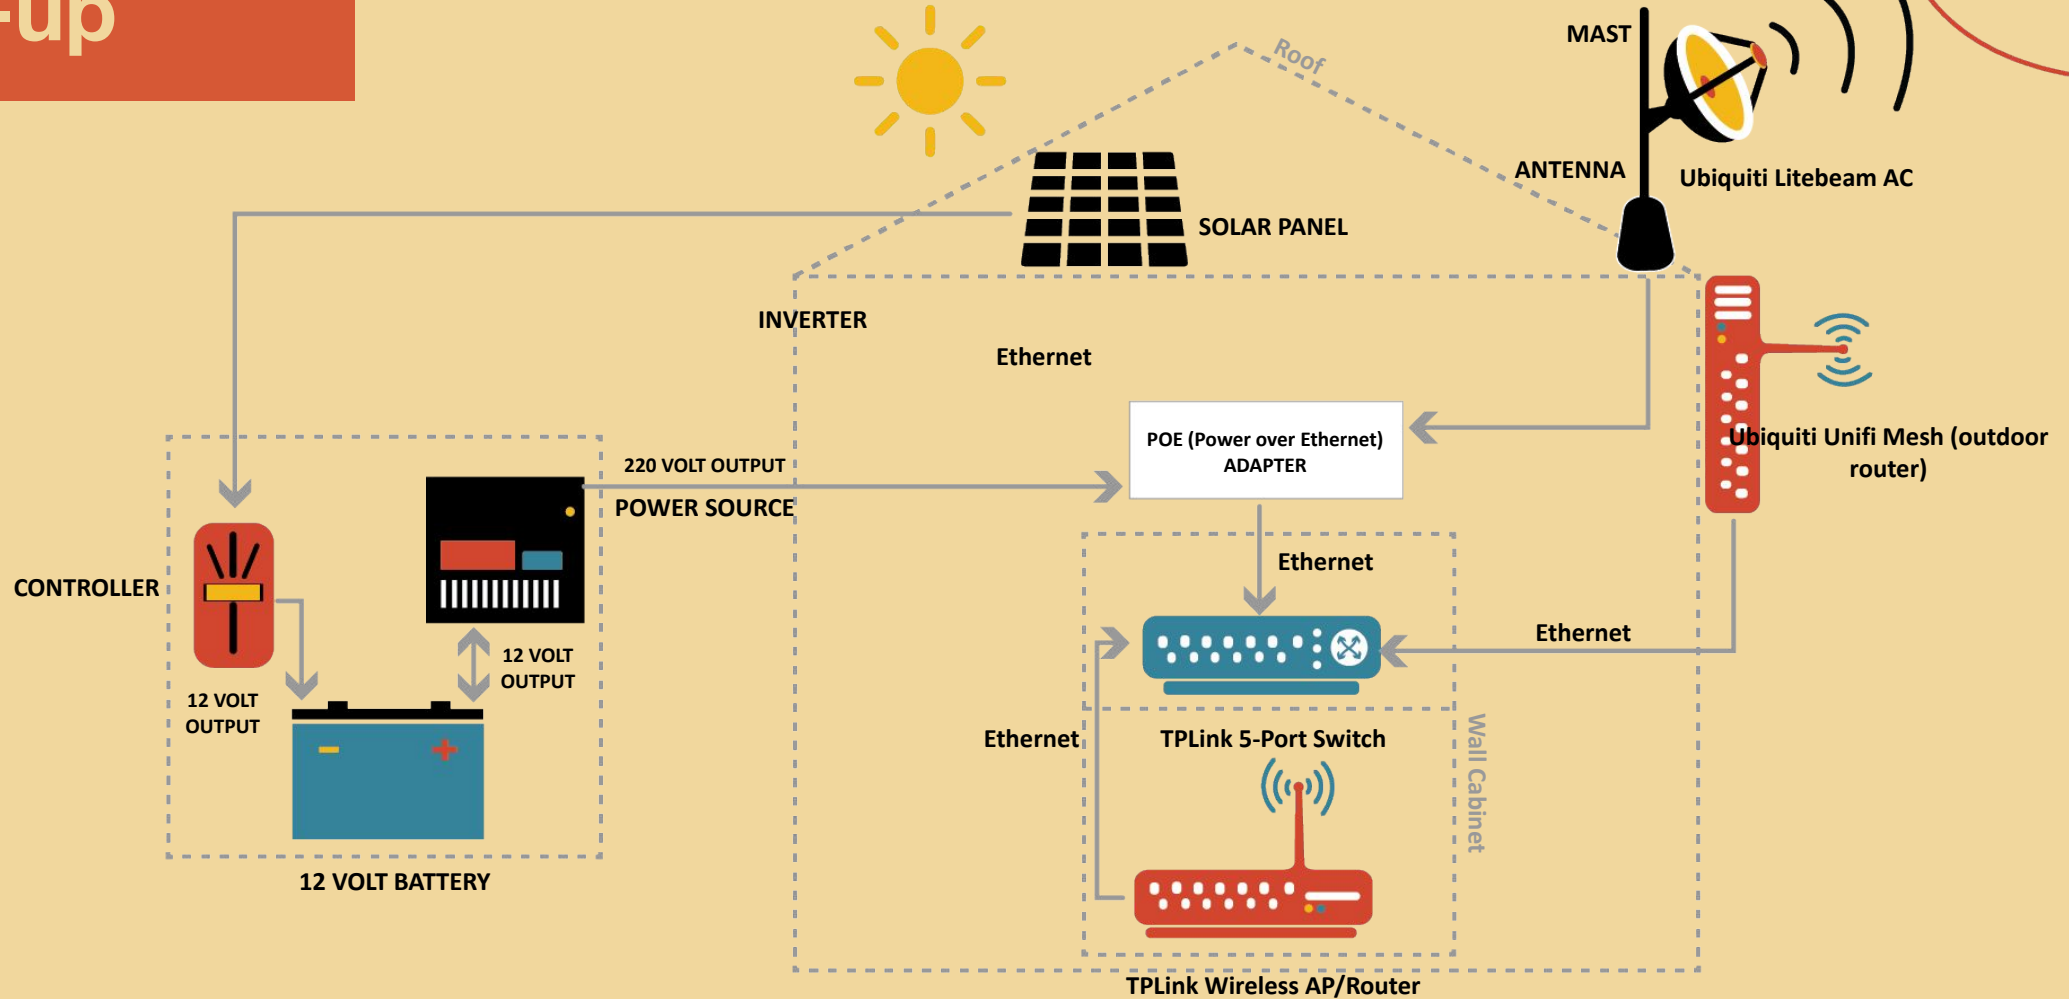 -up
Roof
MAST
ANTENNA
Ubiquiti Litebeam AC
SOLAR PANEL
INVERTER
Ethernet
POE (Power over Ethernet)
ADAPTER
220 VOLT OUTPUT
POWER SOURCE
Ubiquiti Unifi Mesh (outdoor
router)
CONTROLLER
Ethernet
Ethernet
12 VOLT
OUTPUT
12 VOLT
OUTPUT
Ethernet
TPLink 5-Port Switch
Wall Cabinet
12 VOLT BATTERY
TPLink Wireless AP/Router